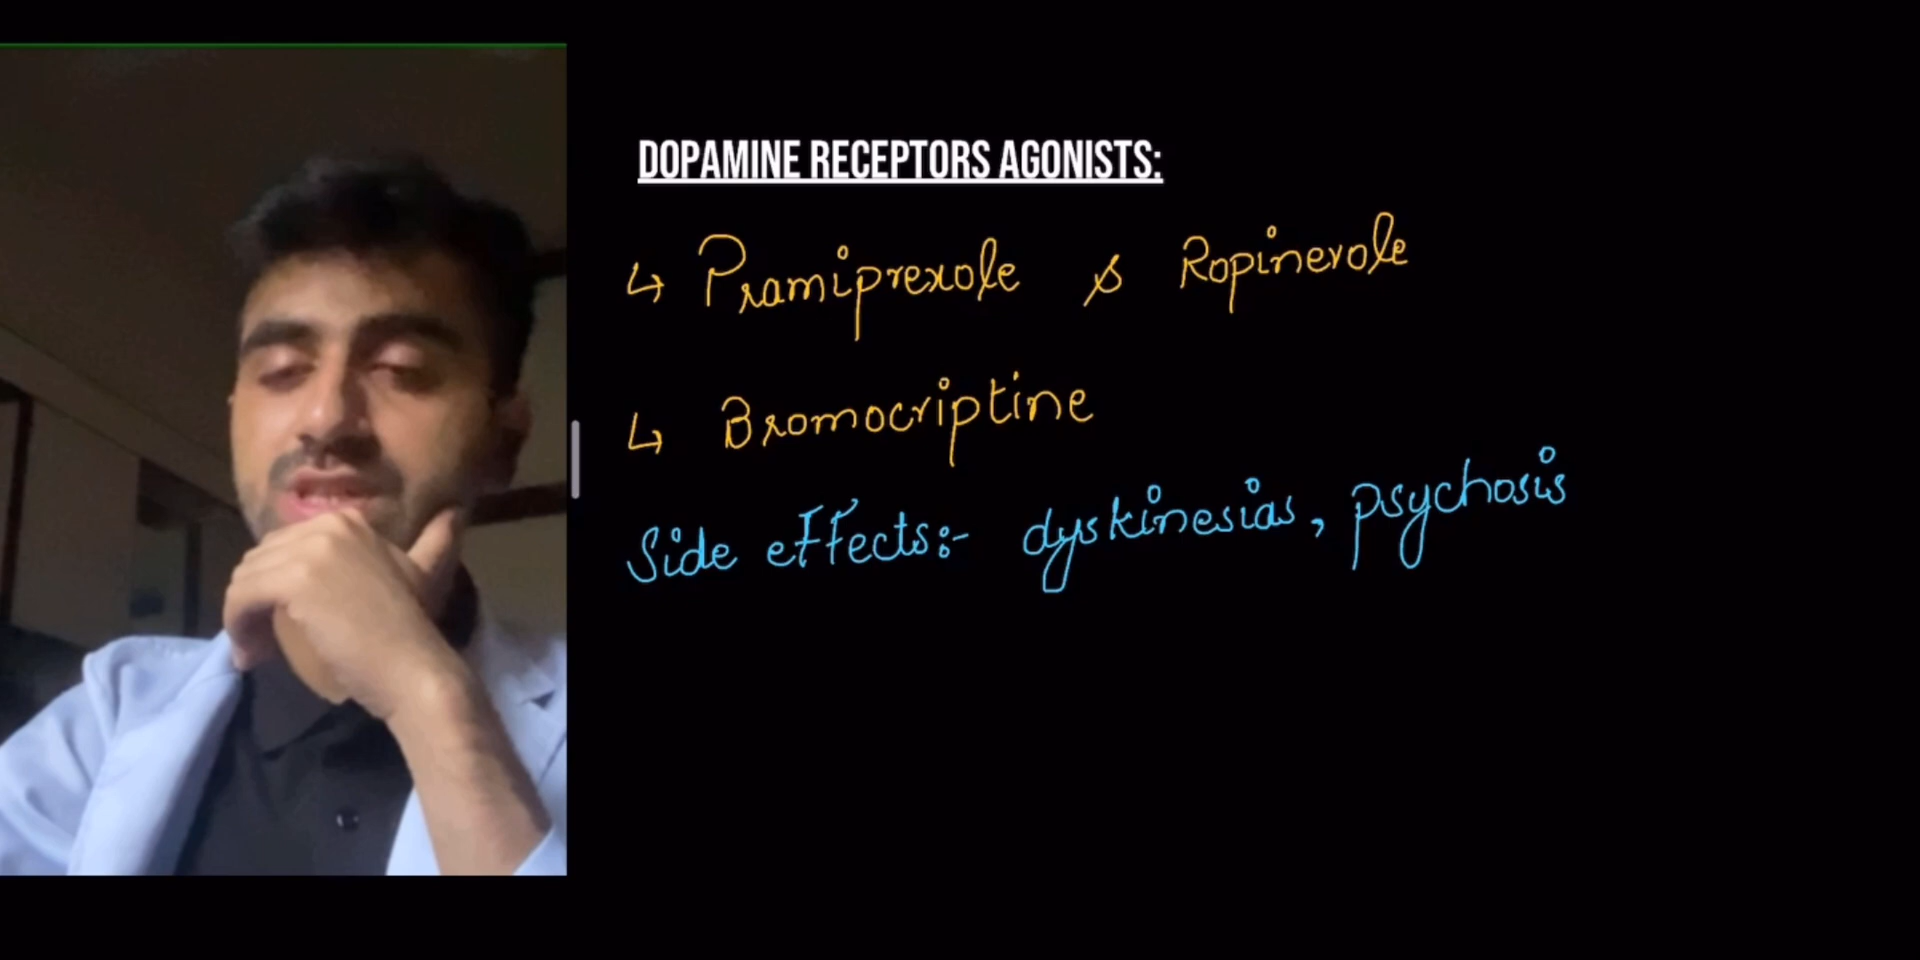 DOPAMINE RECEPTORS AGONISTS:
↳ Pramiprexole & Ropinerole
↳ Bromocriptine
Side effects:- dyskinesias, psychosis